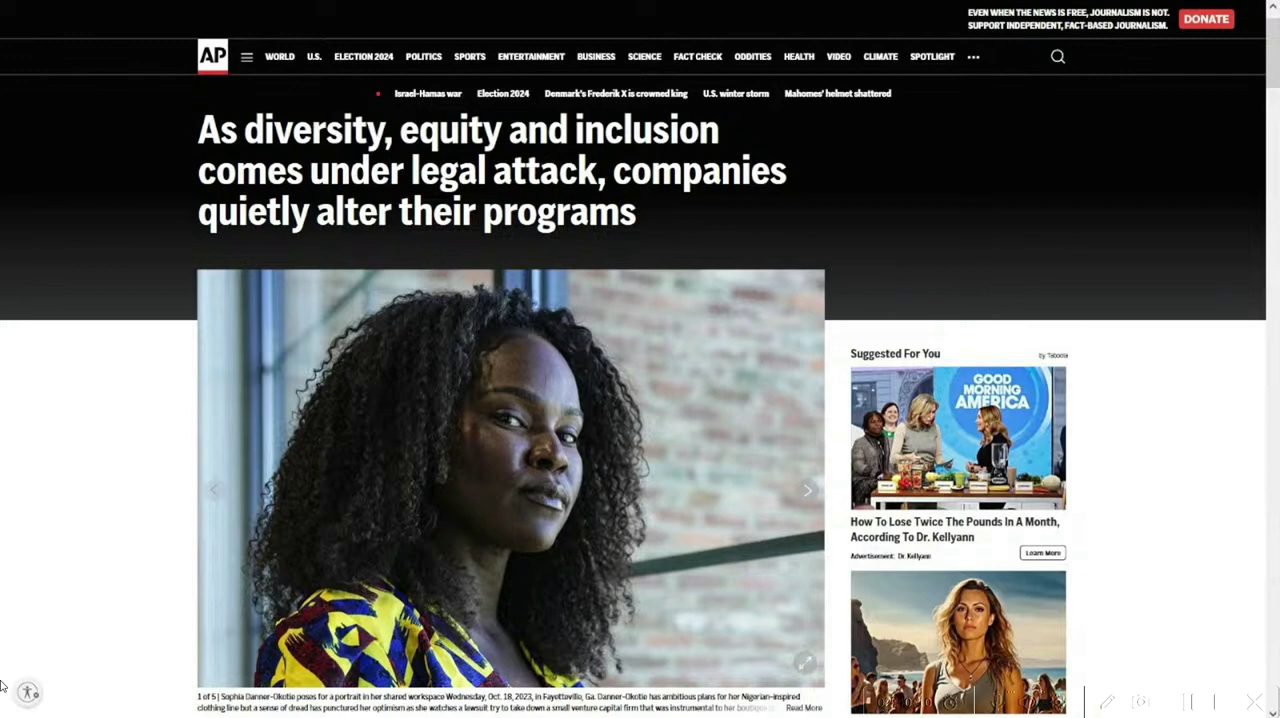 EVEN WHEN THE NEWS IS FREE, JOURNALISM IS NOT.
SUPPORT INDEPENDENT, FACT-BASED JOURNALISM.
DONATE
AP
WORLD U.S. ELECTION 2024 POLITICS SPORTS ENTERTAINMENT BUSINESS SCIENCE FACT CHECK ODDITIES HEALTH VIDEO CLIMATE SPOTLIGHT
Israel-Hamas war Election 2024 Denmark's Frederik X is crowned king U.S. winter storm Mahomes' helmet shattered
As diversity, equity and inclusion
comes under legal attack, companies
quietly alter their programs
Suggested For You
by Taboola
GOOD
MORNING
AMERICA
How To Lose Twice The Pounds In A Month,
According To Dr. Kellyann
Advertisement: Dr. Kellyann
Learn More
1 of 5 | Sophia Danner-Okotie poses for a portrait in her shared workspace Wednesday, Oct. 18, 2023, in Fayetteville, Ga. Danner-Okotie has ambitious plans for her Nigerian-inspired
clothing line but a sense of dread has punctured her optimism as she watches a lawsuit try to take down a small venture capital firm that was instrumental to her boutique
Read More